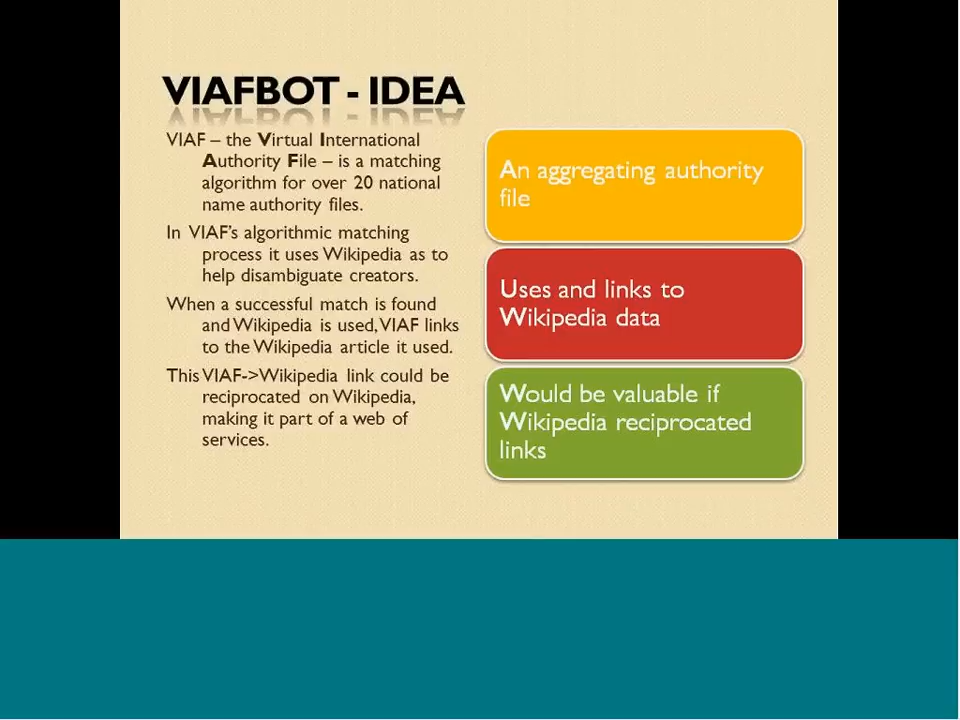 VIAFBOT - IDEA
VIAF – the Virtual International
Authority File – is a matching
algorithm for over 20 national
name authority files.
In VIAF's algorithmic matching
process it uses Wikipedia as to
help disambiguate creators.
When a successful match is found
and Wikipedia is used, VIAF links
to the Wikipedia article it used.
This VIAF->Wikipedia link could be
reciprocated on Wikipedia,
making it part of a web of
services.
An aggregating authority
file
Uses and links to
Wikipedia data
Would be valuable if
Wikipedia reciprocated
links